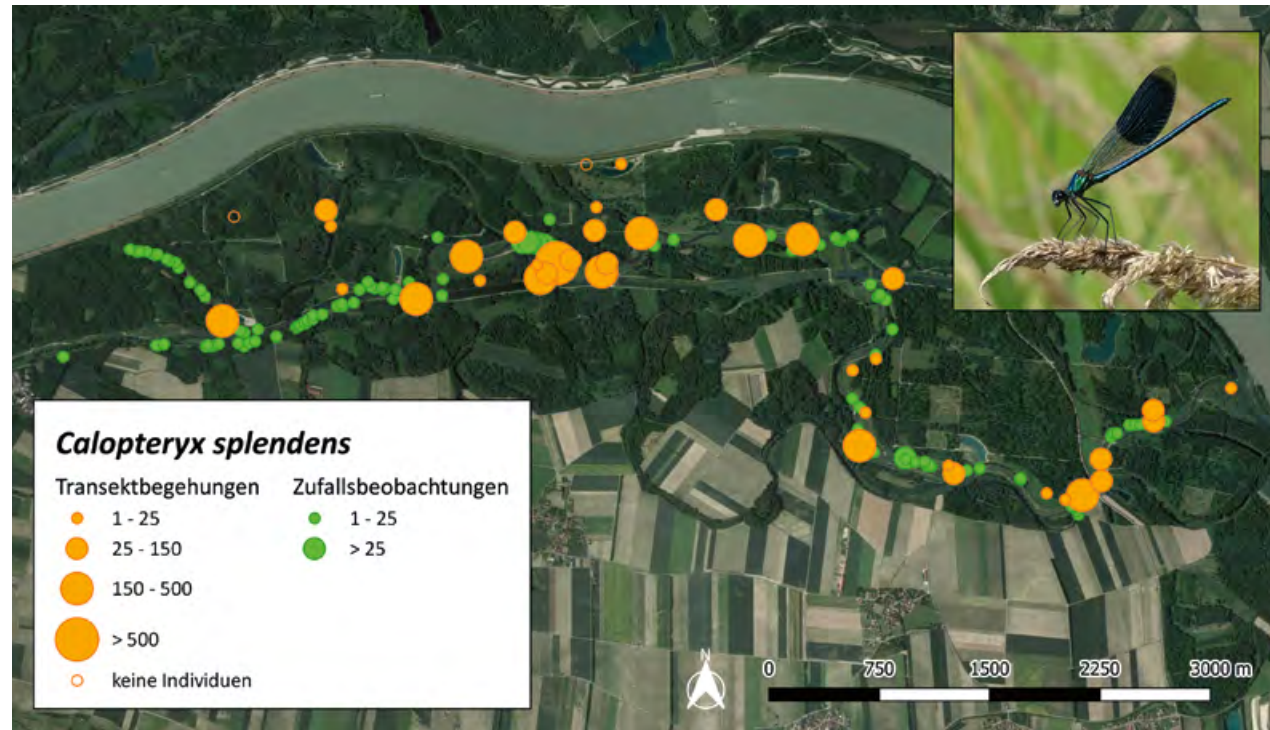 Calopteryx splendens
Transektbegehungen Zufallsbeobachtungen
1 - 25 1 - 25
25 - 150 > 25
150 - 500
> 500
keine Individuen
N
0 750 1500 2250 3000 m